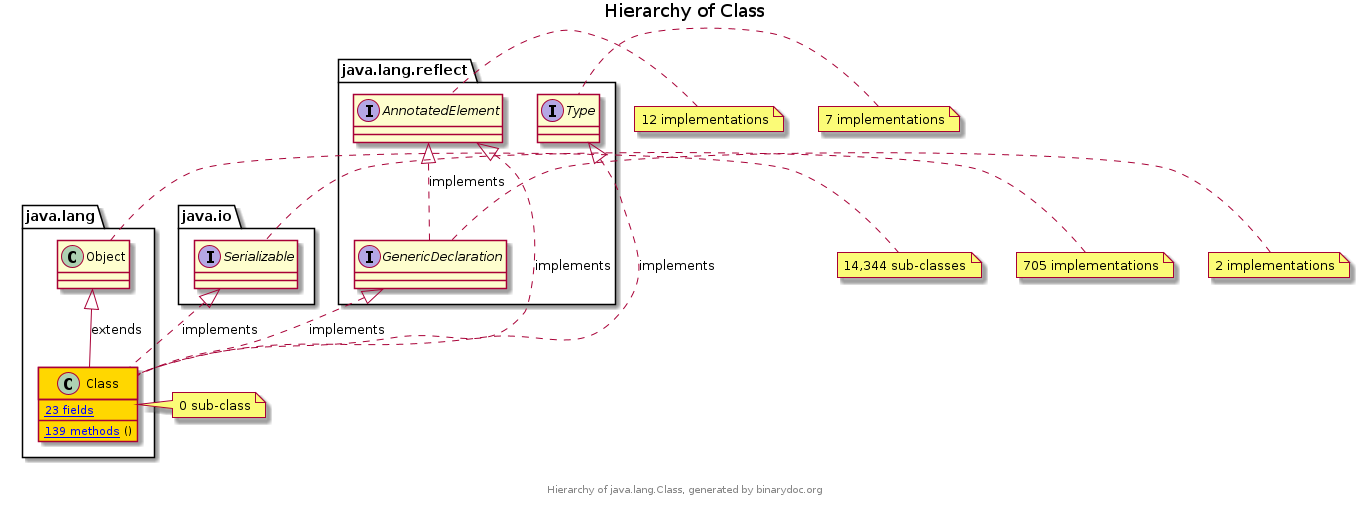 Hierarchy of Class
java.lang.reflect
I AnnotatedElement
I Type
12 implementations
7 implementations
implements
java.lang
java.io
C Object
I Serializable
I GenericDeclaration
implements
implements
14,344 sub-classes
705 implementations
2 implementations
extends
implements
implements
C Class
23 fields
139 methods ()
0 sub-class
Hierarchy of java.lang.Class, generated by binarydoc.org